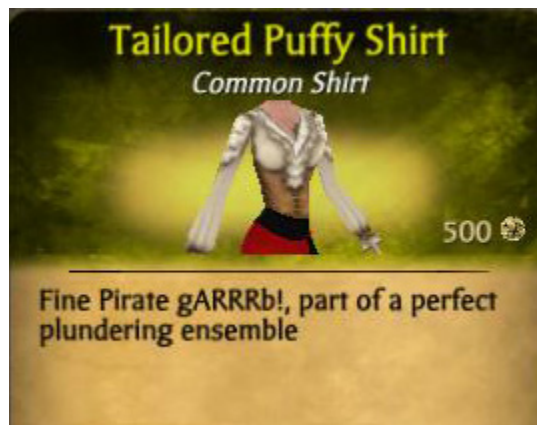 Tailored Puffy Shirt
Common Shirt
500
Fine Pirate gARRRb!, part of a perfect
plundering ensemble